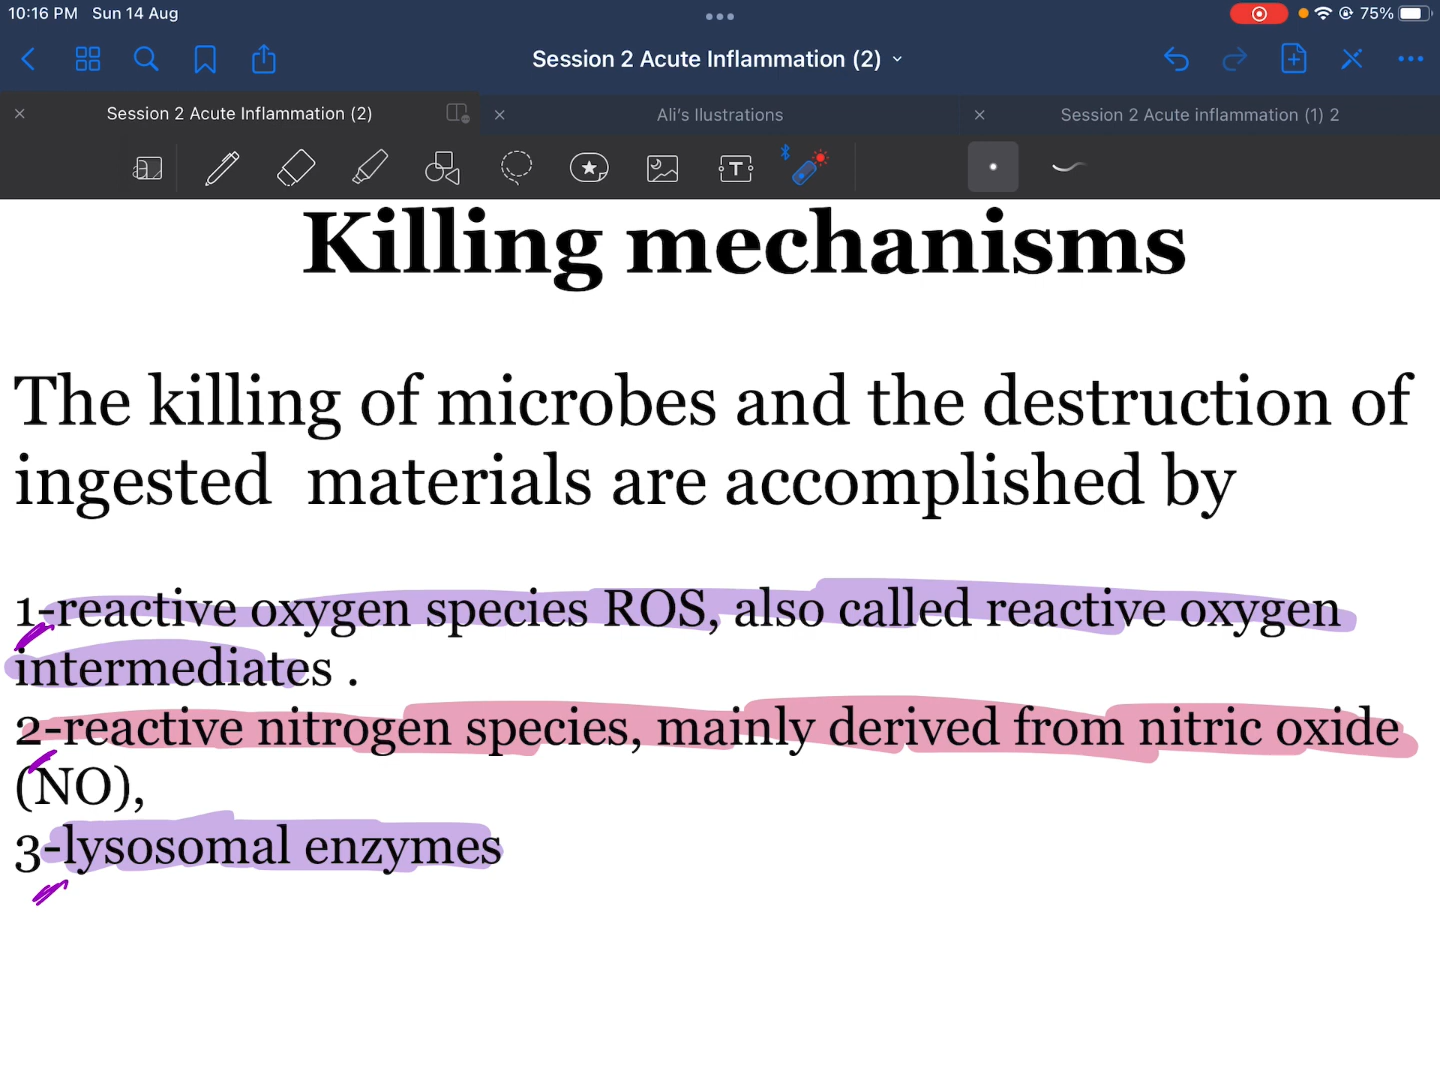 10:16 PM Sun 14 Aug
75%
Session 2 Acute Inflammation (2)
Session 2 Acute Inflammation (2)
Ali's Ilustrations
Session 2 Acute inflammation (1) 2
a
T
Killing mechanisms
The killing of microbes and the destruction of
ingested materials are accomplished by
1-reactive oxygen species ROS, also called reactive oxygen
intermediates .
2-reactive nitrogen species, mainly derived from nitric oxide
(NO),
3-lysosomal enzymes